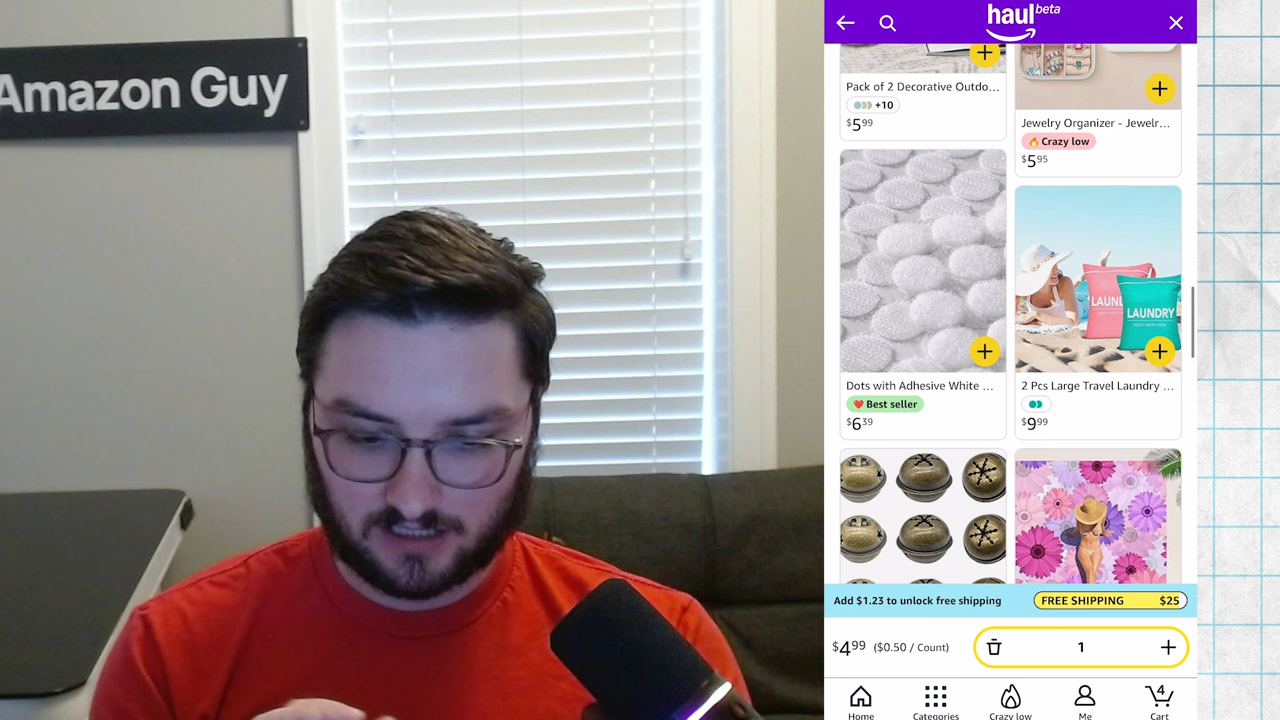 Amazon Guy
haul beta
Pack of 2 Decorative Outdo...
+10
$5 99
Jewelry Organizer - Jewelr...
🔥 Crazy low
$5 95
LAUN
LAUNDRY
Dots with Adhesive White ...
❤️ Best seller
$6 39
2 Pcs Large Travel Laundry ...
$9 99
Add $1.23 to unlock free shipping
FREE SHIPPING $25
$4 99 ($0.50 / Count)
1
Home
Categories
Crazy low
Me
4
Cart